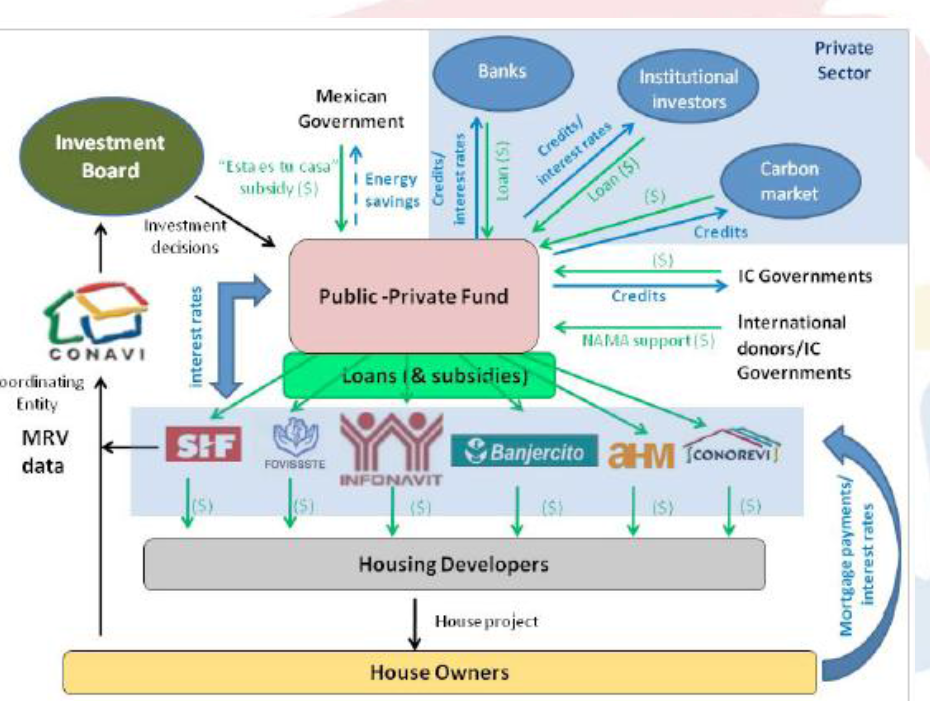 Private
Sector
Banks
Institutional
investors
Mexican
Government
Investment
Board
"Esta es tu casa"
subsidy ($)
Energy
savings
Credits/
interest rates
Loan ($)
Credits/
interest rates
Loan ($)
Carbon
market
($)
Credits
Investment
decisions
Public -Private Fund
($)
IC Governments
Credits
interest rates
CONAVI
NAMA support ($)
International
donors/IC
Governments
Loans (& subsidies)
oordinating
Entity
MRV
data
SHF
FOVISSSTE
INFONAVIT
Banjercito
aHM
CONOREVI
($)
($)
($)
($)
($)
($)
Mortgage payments/
interest rates
Housing Developers
House project
House Owners